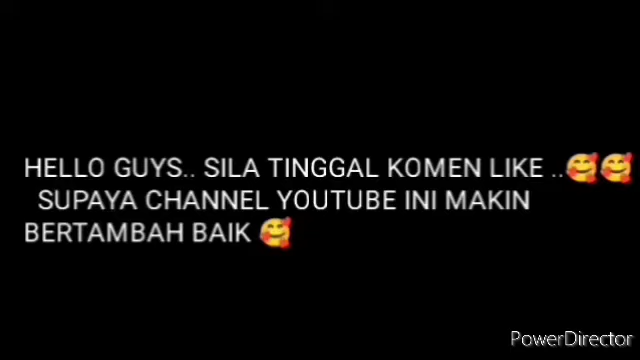 HELLO GUYS.. SILA TINGGAL KOMEN LIKE ..🥰🥰
SUPAYA CHANNEL YOUTUBE INI MAKIN
BERTAMBAH BAIK 🥰
PowerDirector